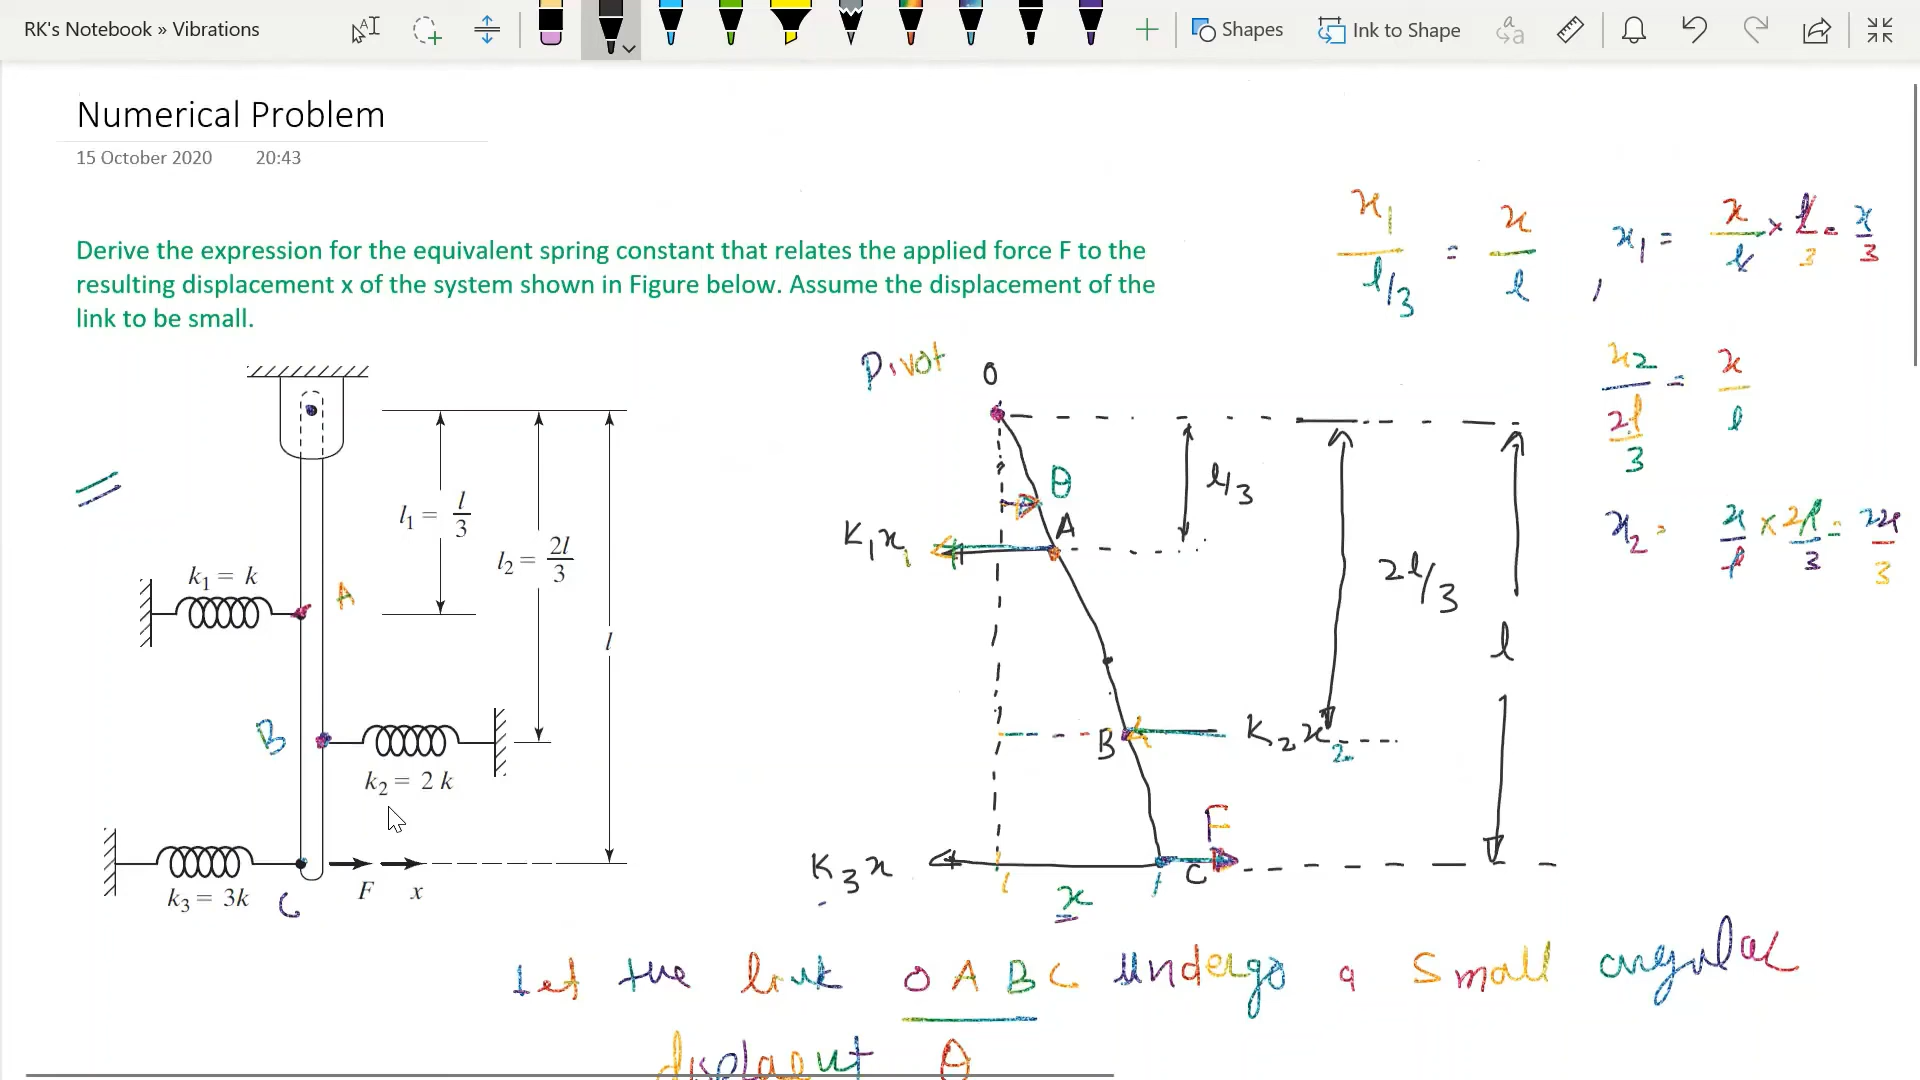 RK's Notebook » Vibrations
Shapes
Ink to Shape
Numerical Problem
15 October 2020 20:43
Derive the expression for the equivalent spring constant that relates the applied force F to the
resulting displacement x of the system shown in Figure below. Assume the displacement of the
link to be small.
x1/(l/3) = x/l , x1 = x/l × l/3 = x/3
x2/(2l/3) = x/l
x2 = x/l × 2l/3 = 2x/3
l1 = l/3
l2 = 2l/3
l
k1 = k
A
B
k2 = 2 k
k3 = 3k
C
F
x
Pivot
O
θ
l/3
A
K1x1
2l/3
l
B
K2x2
F
K3x
C
x
Let the link OABC undergo a small angular
θ